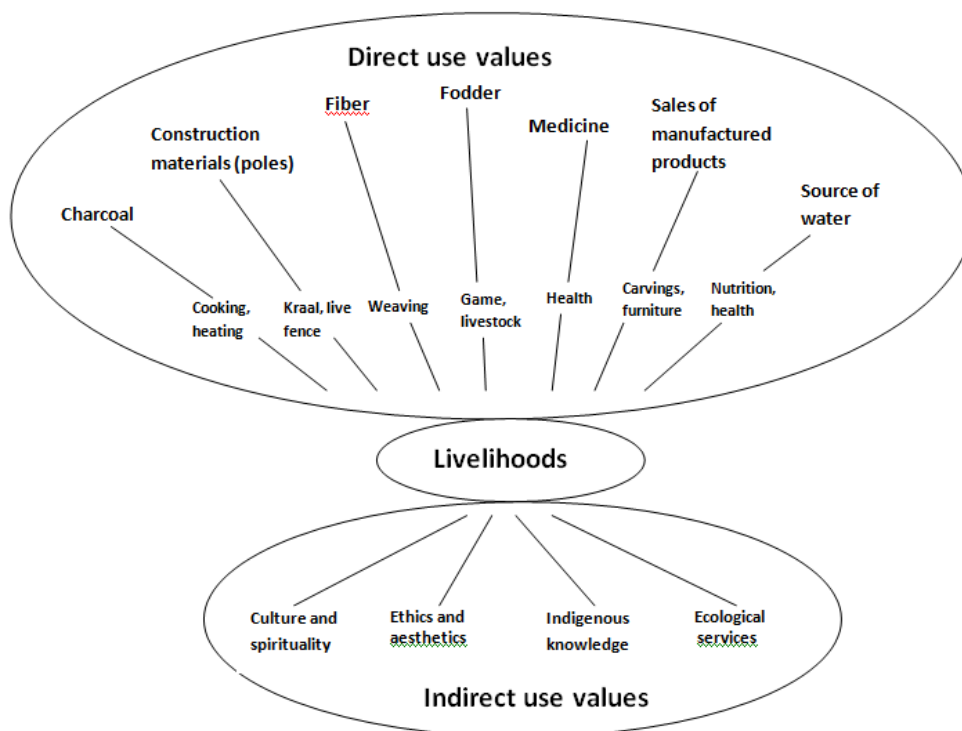 Direct use values
Fodder
Fiber
Sales of
manufactured
products
Medicine
Construction
materials (poles)
Source of
water
Charcoal
Cooking,
heating
Kraal, live
fence
Weaving
Game,
livestock
Health
Carvings,
furniture
Nutrition,
health
Livelihoods
Culture and
spirituality
Ethics and
aesthetics
Indigenous
knowledge
Ecological
services
Indirect use values